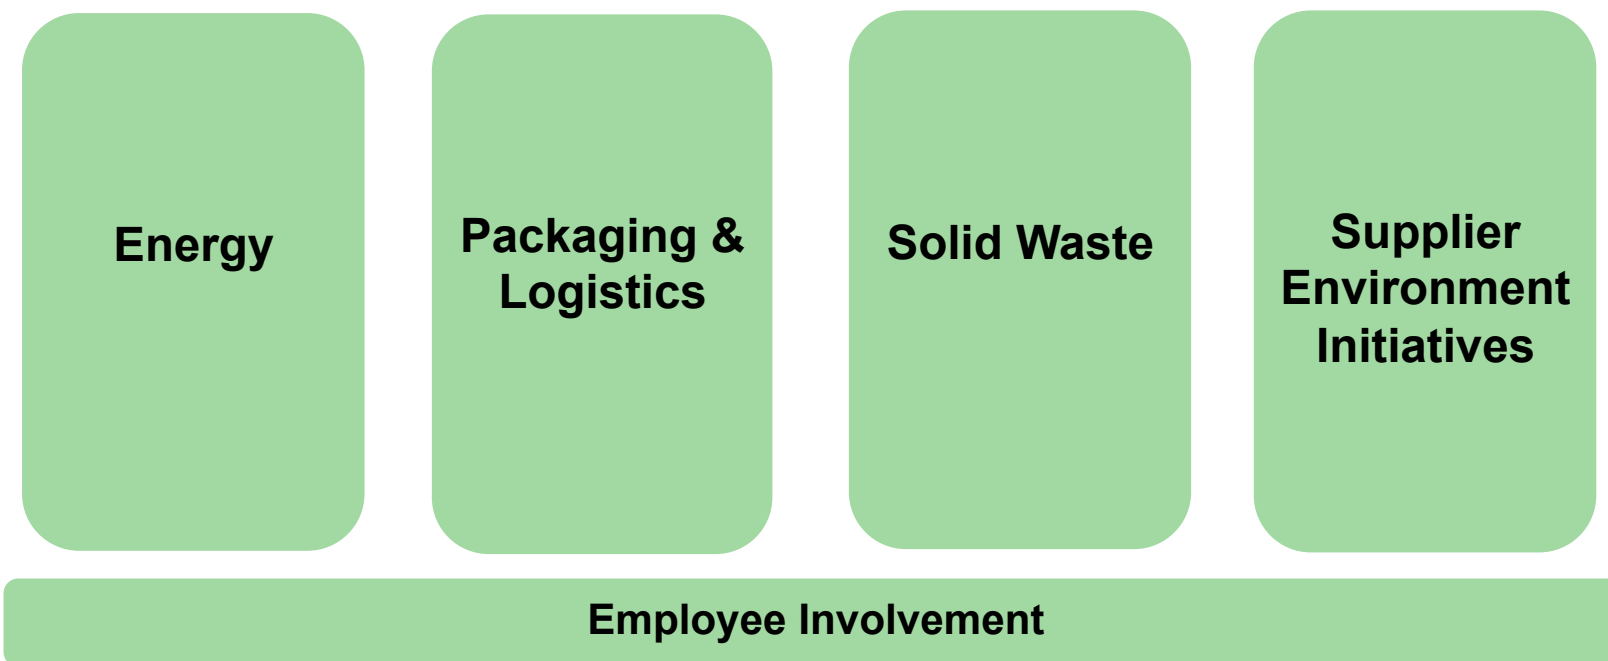 Energy
Packaging &
Logistics
Solid Waste
Supplier
Environment
Initiatives
Employee Involvement